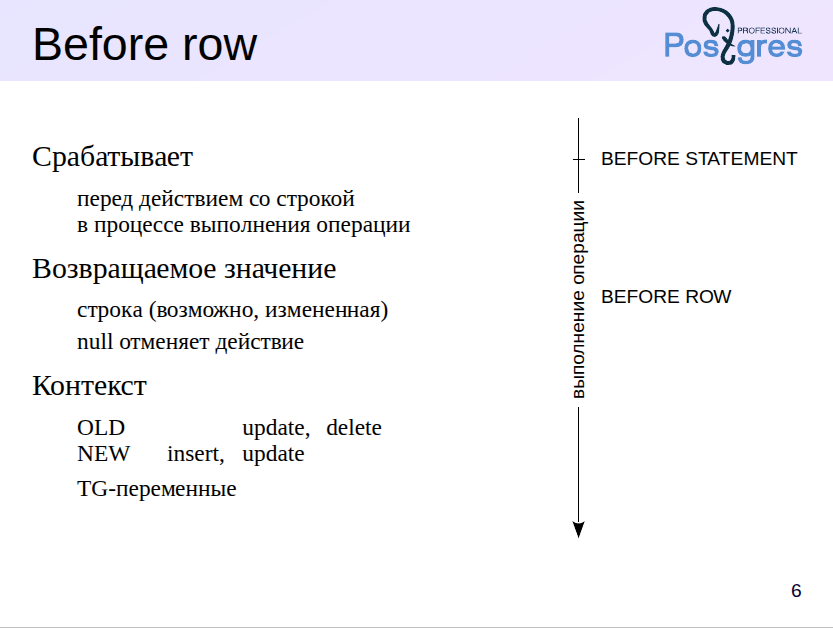 Before row
PROFESSIONAL
Postgres
Срабатывает
перед действием со строкой
в процессе выполнения операции
Возвращаемое значение
строка (возможно, измененная)
null отменяет действие
Контекст
OLD update, delete
NEW insert, update
TG-переменные
BEFORE STATEMENT
выполнение операции
BEFORE ROW
6